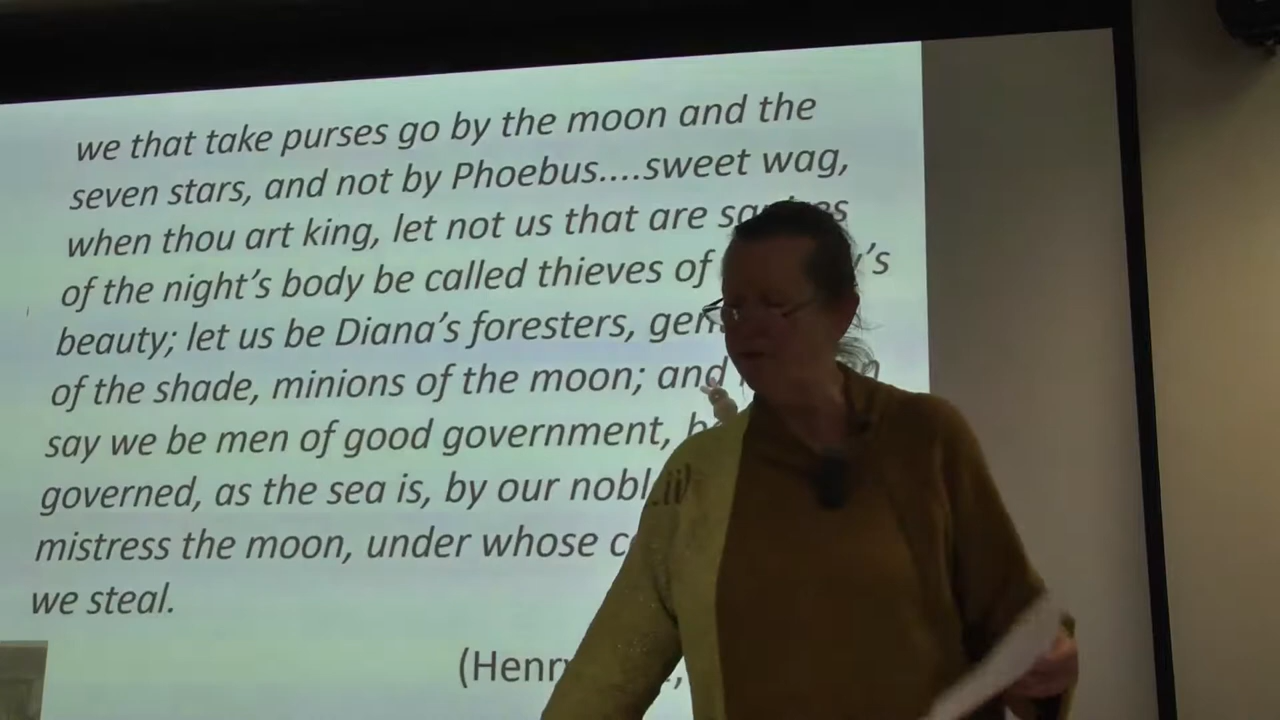 we that take purses go by the moon and the
seven stars, and not by Phoebus....sweet wag,
when thou art king, let not us that are
of the night's body be called thieves of
beauty; let us be Diana's foresters,
of the shade, minions of the moon; and
say we be men of good government,
governed, as the sea is, by our
mistress the moon, under whose
we steal.